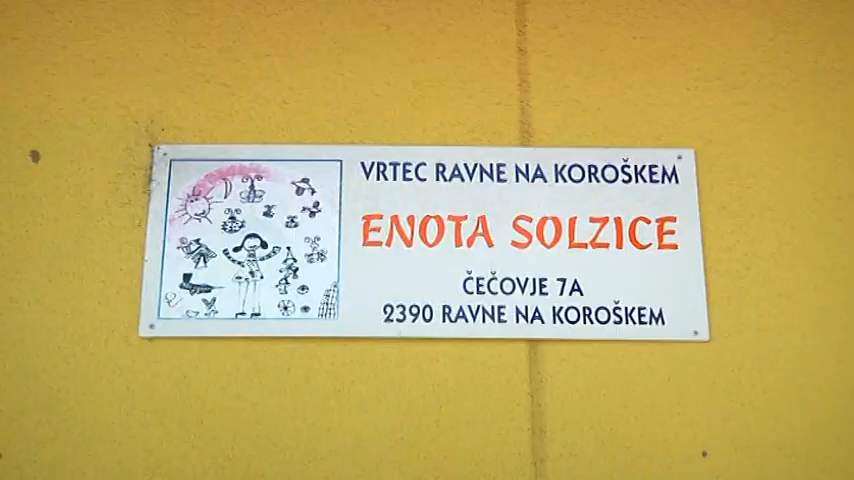 VRTEC RAVNE NA KOROŠKEM
ENOTA SOLZICE
ČEČOVJE 7A
2390 RAVNE NA KOROŠKEM